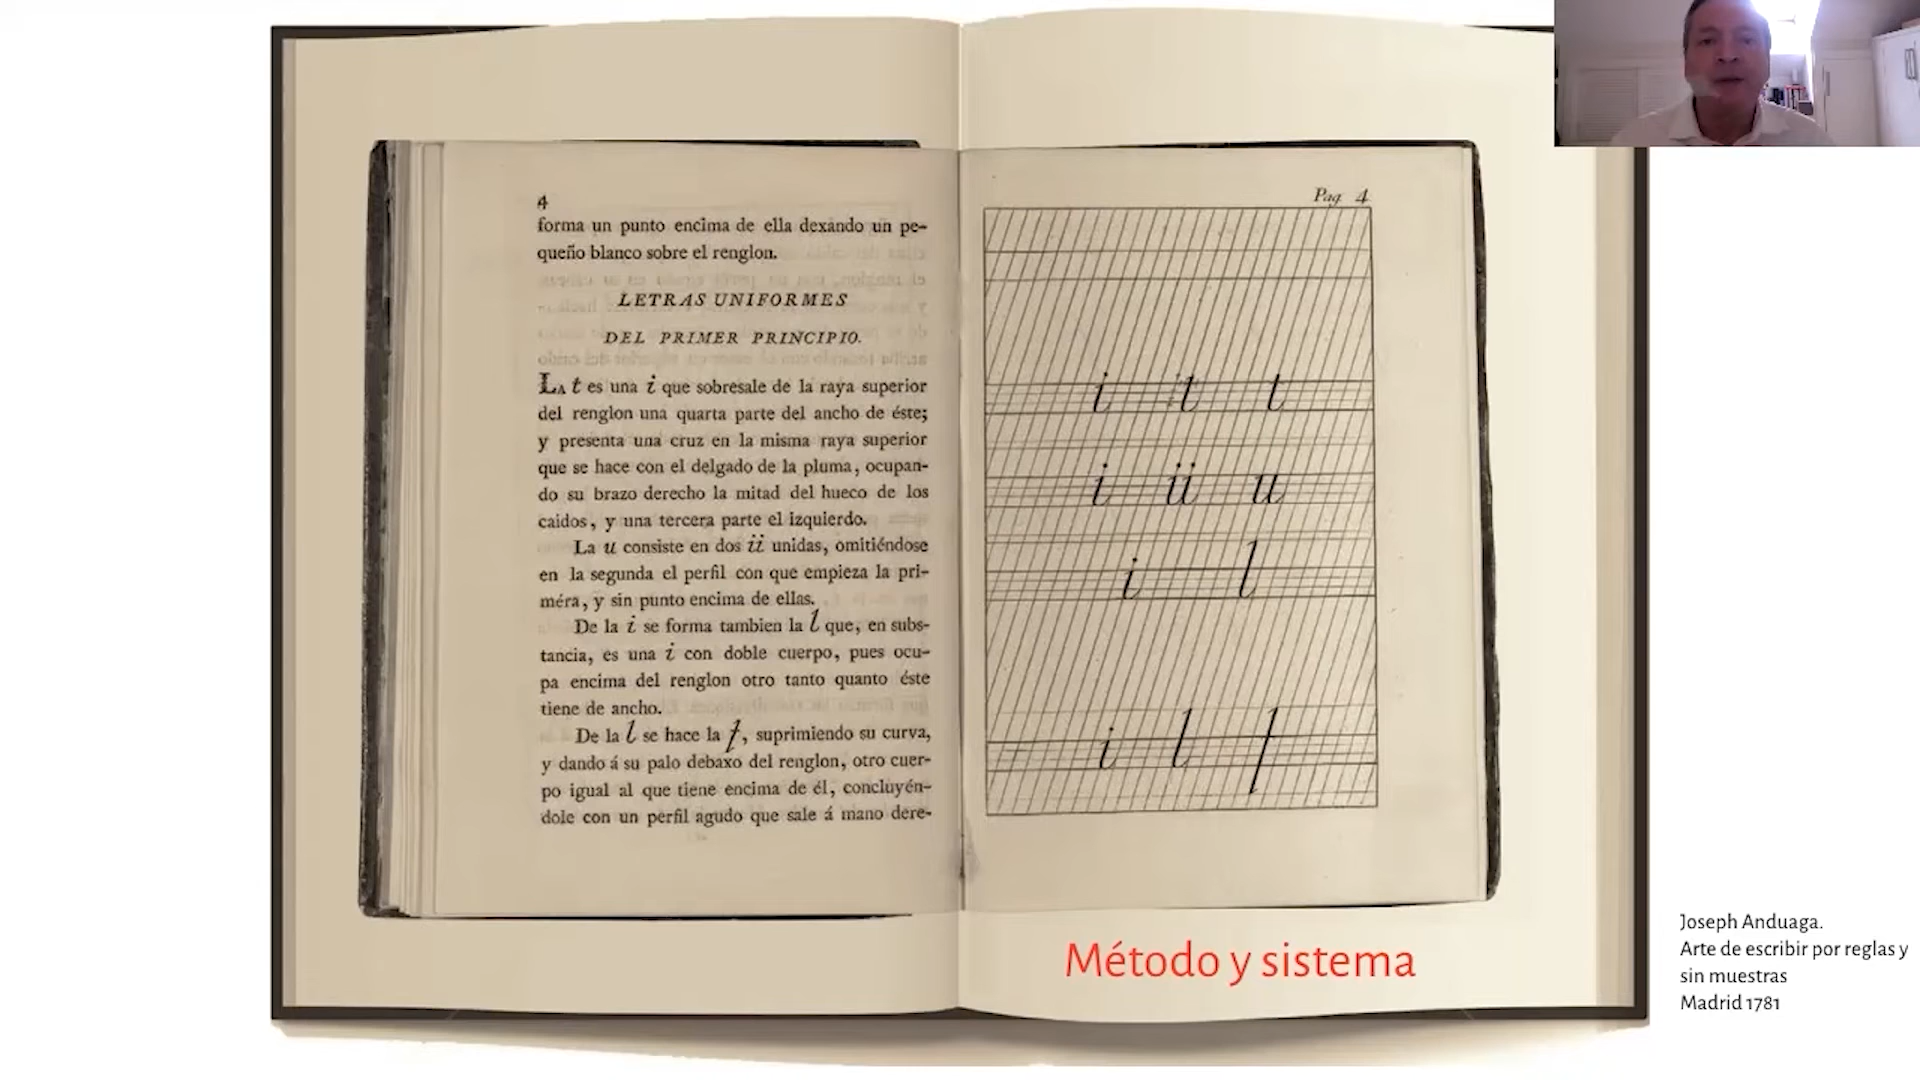 4
forma un punto encima de ella dexando un pe-
queño blanco sobre el renglon.
LETRAS UNIFORMES
DEL PRIMER PRINCIPIO.
LA t es una i que sobresale de la raya superior
del renglon una quarta parte del ancho de éste;
y presenta una cruz en la misma raya superior
que se hace con el delgado de la pluma, ocupan-
do su brazo derecho la mitad del hueco de los
caidos, y una tercera parte el izquierdo.
La u consiste en dos ii unidas, omitiéndose
en la segunda el perfil con que empieza la pri-
méra, y sin punto encima de ellas.
De la i se forma tambien la l que, en subs-
tancia, es una i con doble cuerpo, pues ocu-
pa encima del renglon otro tanto quanto éste
tiene de ancho.
De la l se hace la ƒ, suprimiendo su curva,
y dando á su palo debaxo del renglon, otro cuer-
po igual al que tiene encima de él, concluyén-
dole con un perfil agudo que sale á mano dere-
Pag 4
i t t
i ii u
i l
i l ƒ
Método y sistema
Joseph Anduaga.
Arte de escribir por reglas y
sin muestras
Madrid 1781